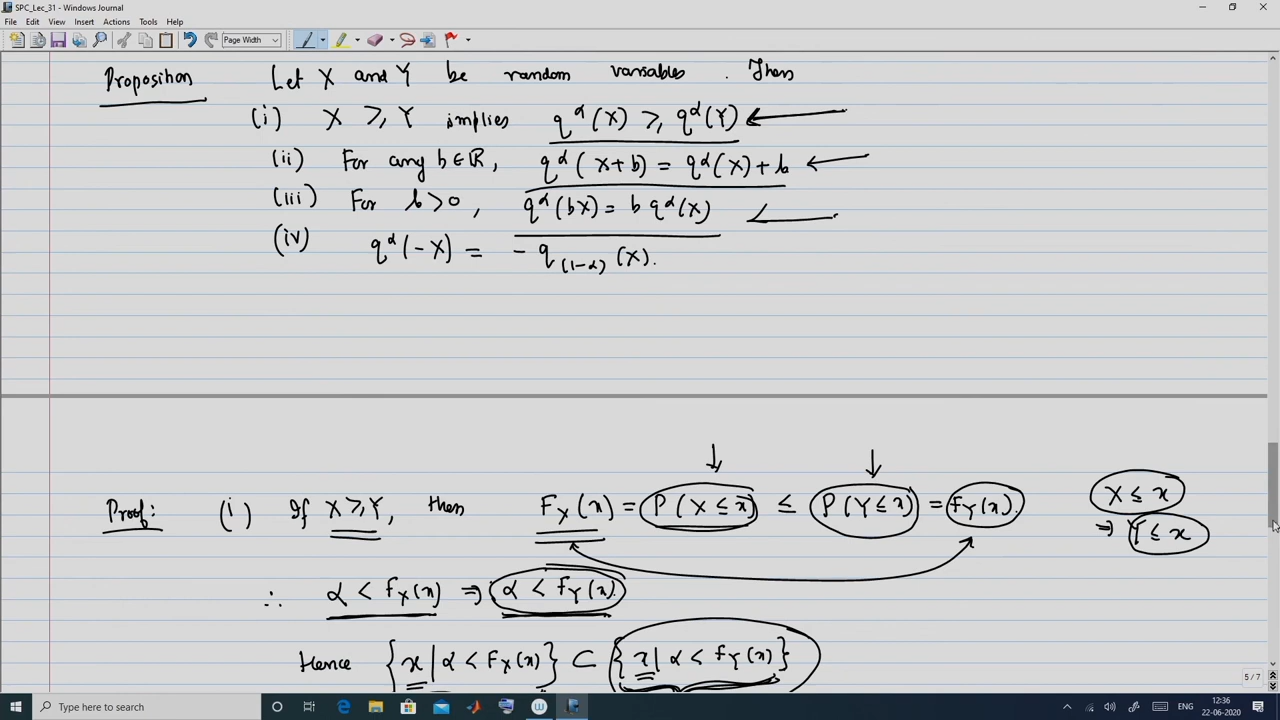 SPC_Lec_31 - Windows Journal
File Edit View Insert Actions Tools Help
Page Width
Proposition Let X and Y be random variables. Then
(i) X ≥ Y implies q^α(X) ≥ q^α(Y)
(ii) For any b ∈ ℝ, q^α(X+b) = q^α(X) + b
(iii) For b > 0, q^α(bX) = b q^α(X)
(iv) q^α(-X) = - q_(1-α)(X).
Proof: (i) If X ≥ Y, then F_X(x) = P(X ≤ x) ≤ P(Y ≤ x) = F_Y(x). X ≤ x
⇒ Y ≤ x
∴ α < F_X(x) ⇒ α < F_Y(x).
Hence {x | α < F_X(x)} ⊂ {x | α < F_Y(x)}
5 / 7
Type here to search
ENG
12:36
22-06-2020